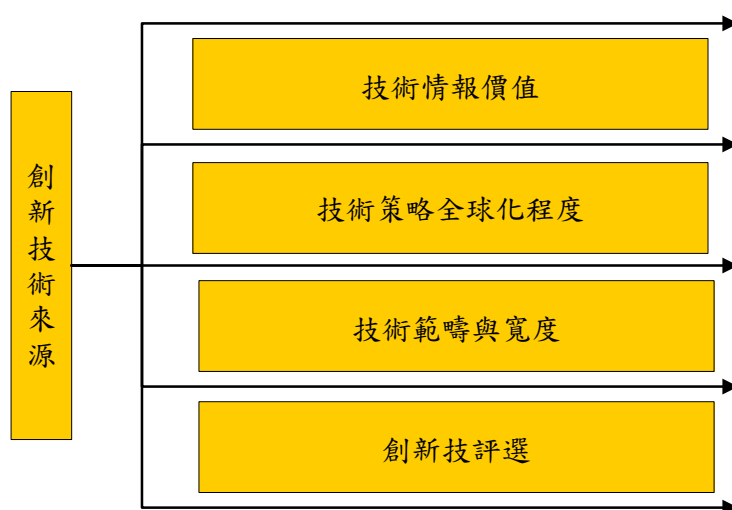 創新技術來源
技術情報價值
技術策略全球化程度
技術範疇與寬度
創新技評選